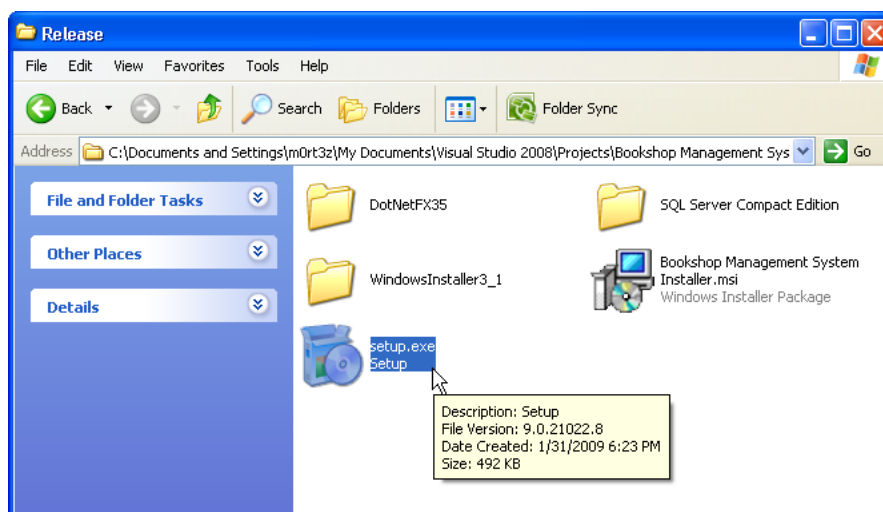 Release
File Edit View Favorites Tools Help
Back Search Folders Folder Sync
Address C:\Documents and Settings\m0rt3z\My Documents\Visual Studio 2008\Projects\Bookshop Management Sys Go
File and Folder Tasks
Other Places
Details
DotNetFX35
SQL Server Compact Edition
WindowsInstaller3_1
Bookshop Management System
Installer.msi
Windows Installer Package
setup.exe
Setup
Description: Setup
File Version: 9.0.21022.8
Date Created: 1/31/2009 6:23 PM
Size: 492 KB